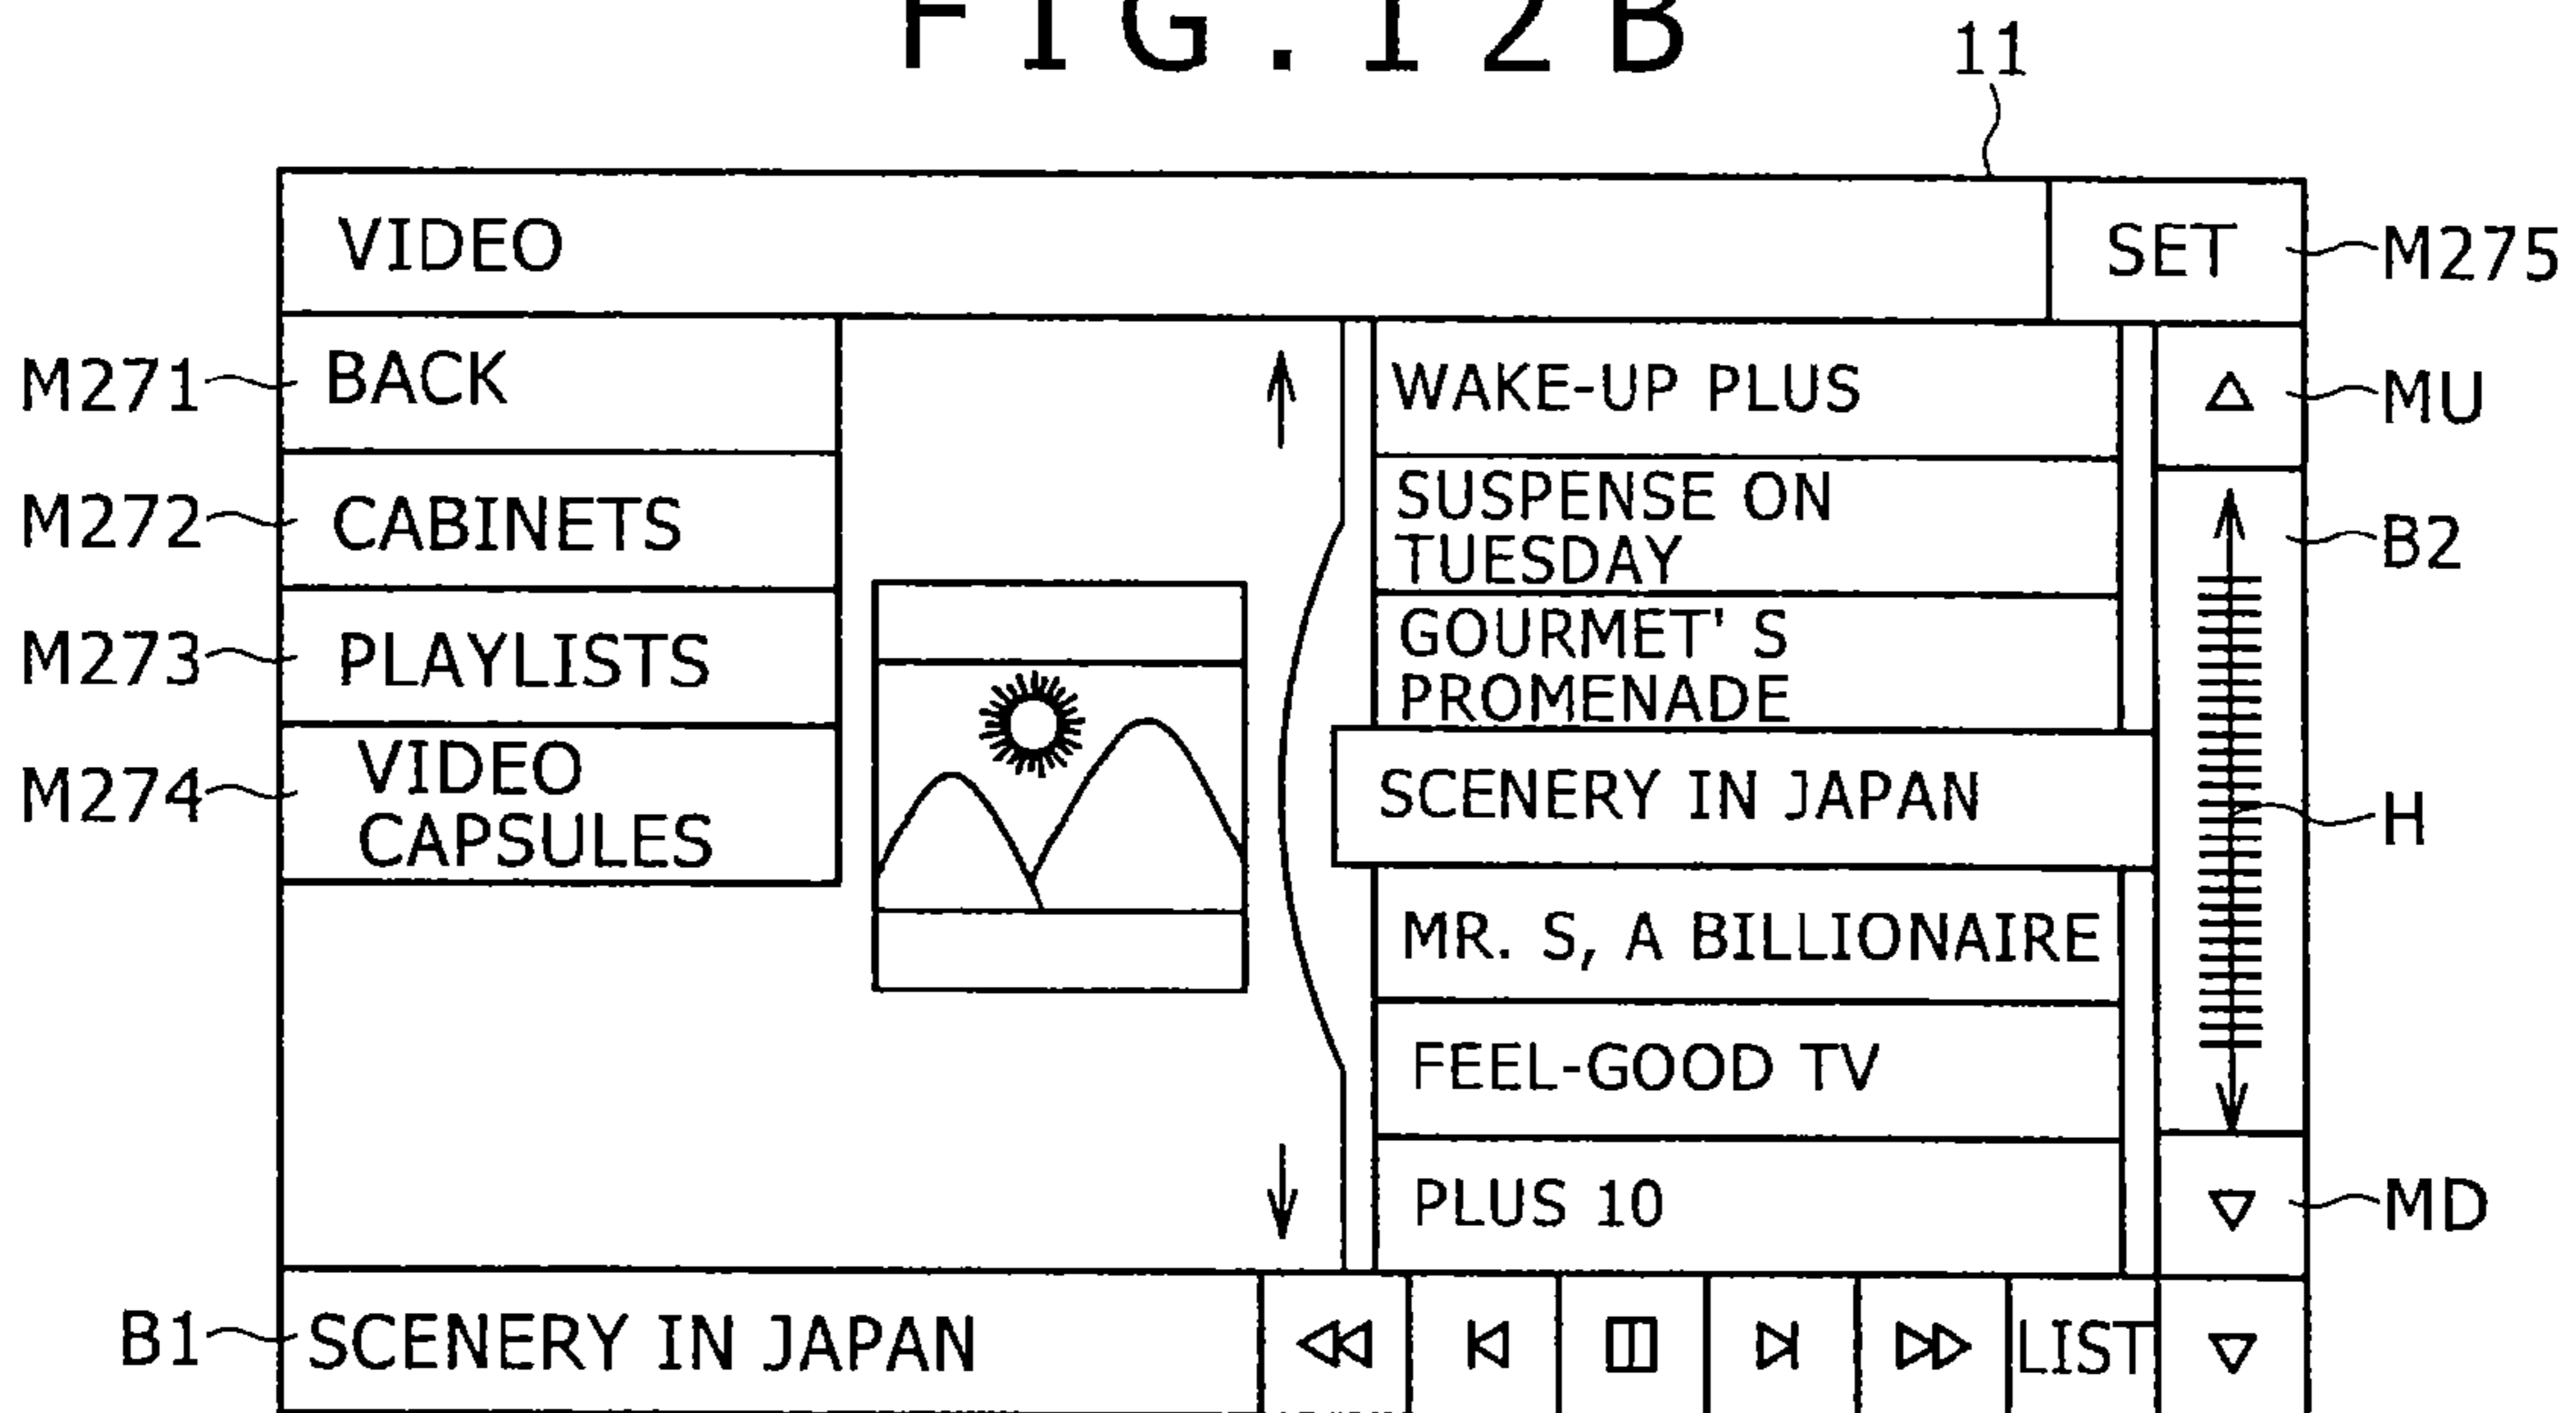 FIG.12B
11
VIDEO
SET
M275
M271
BACK
WAKE-UP PLUS
MU
M272
CABINETS
SUSPENSE ON
TUESDAY
B2
M273
PLAYLISTS
GOURMET' S
PROMENADE
M274
VIDEO
CAPSULES
SCENERY IN JAPAN
H
MR. S, A BILLIONAIRE
FEEL-GOOD TV
PLUS 10
MD
B1
SCENERY IN JAPAN
LIST